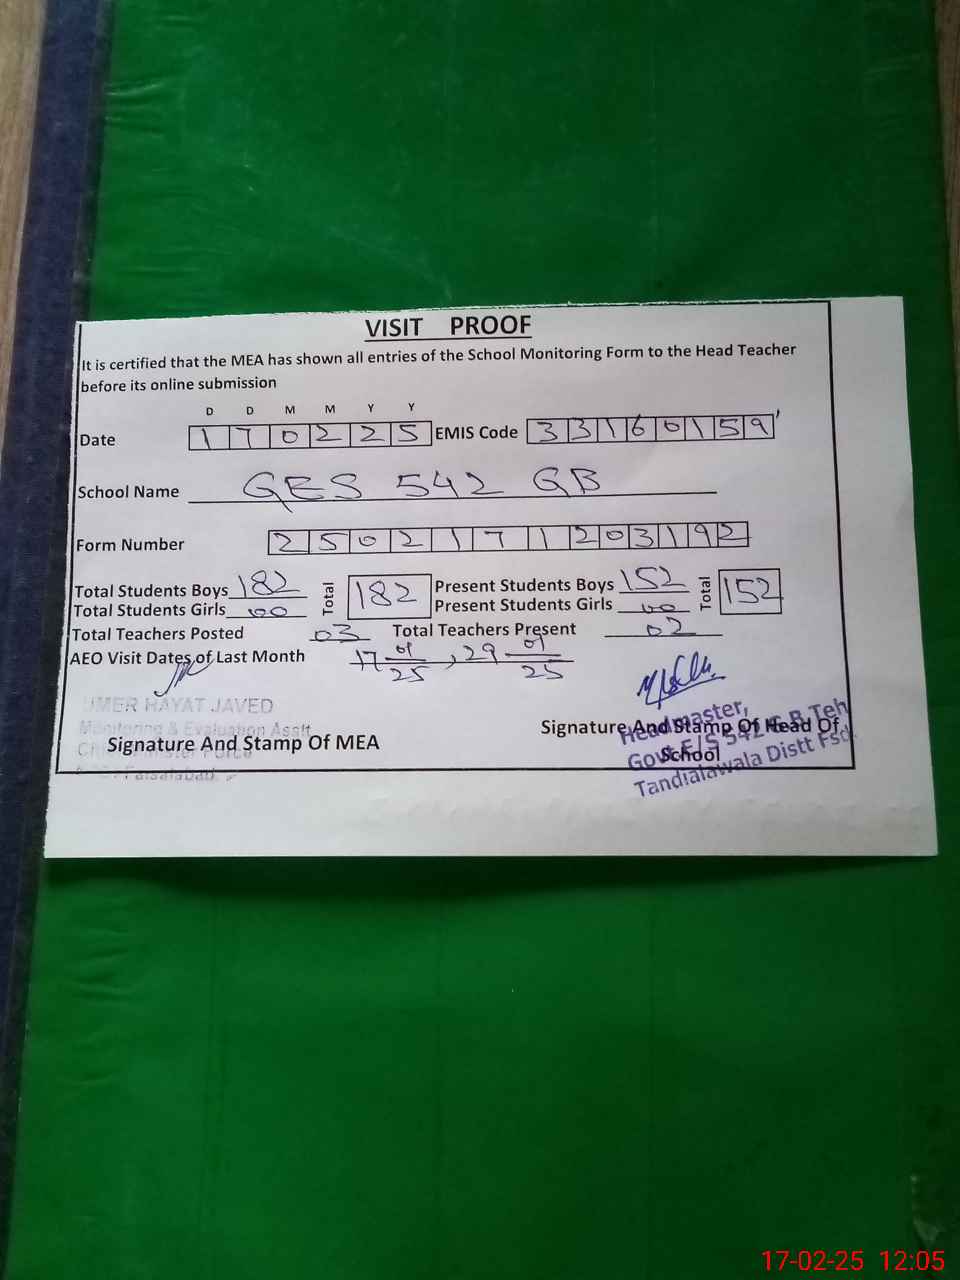 VISIT PROOF
It is certified that the MEA has shown all entries of the School Monitoring Form to the Head Teacher
before its online submission
D D M M Y Y
Date 1 7 0 2 2 5 EMIS Code 3 3 1 6 0 1 5 9
School Name GES 542 GB
Form Number 2 5 0 2 1 7 1 2 0 3 1 9 2
Total Students Boys 182 Total 182 Present Students Boys 152 Total 152
Total Students Girls 00 Present Students Girls 00
Total Teachers Posted 03 Total Teachers Present 02
AEO Visit Dates of Last Month 17 01/25, 29 01/25
UMER HAYAT JAVED
Monitoring & Evaluation Asstt
Signature And Stamp Of MEA
Faisalabad
Signature And Stamp Of Head Of
School
Headmaster,
Govt E/S 542 G B Teh
Tandlalawala Distt Fsd
17-02-25 12:05